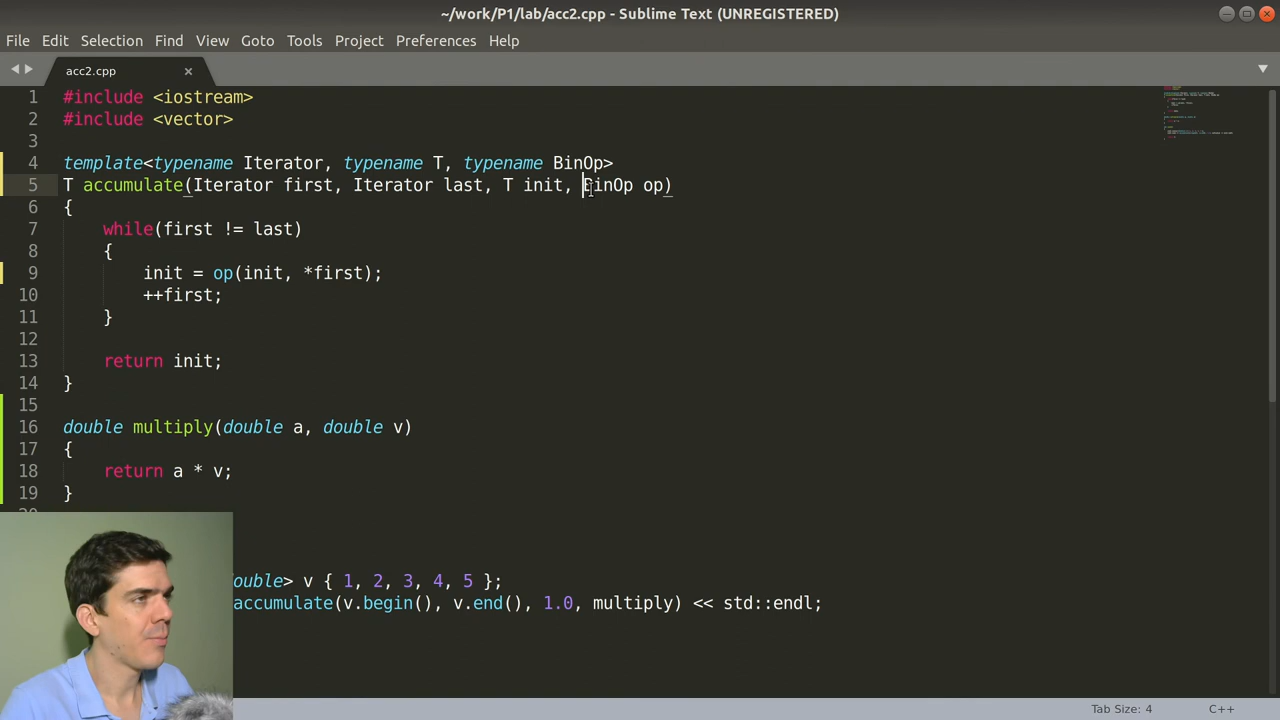 ~/work/P1/lab/acc2.cpp - Sublime Text (UNREGISTERED)
File Edit Selection Find View Goto Tools Project Preferences Help
acc2.cpp
1 #include <iostream>
2 #include <vector>
3
4 template<typename Iterator, typename T, typename BinOp>
5 T accumulate(Iterator first, Iterator last, T init, BinOp op)
6 {
7 while(first != last)
8 {
9 init = op(init, *first);
10 ++first;
11 }
12
13 return init;
14 }
15
16 double multiply(double a, double v)
17 {
18 return a * v;
19 }
ouble> v { 1, 2, 3, 4, 5 };
accumulate(v.begin(), v.end(), 1.0, multiply) << std::endl;
Tab Size: 4 C++